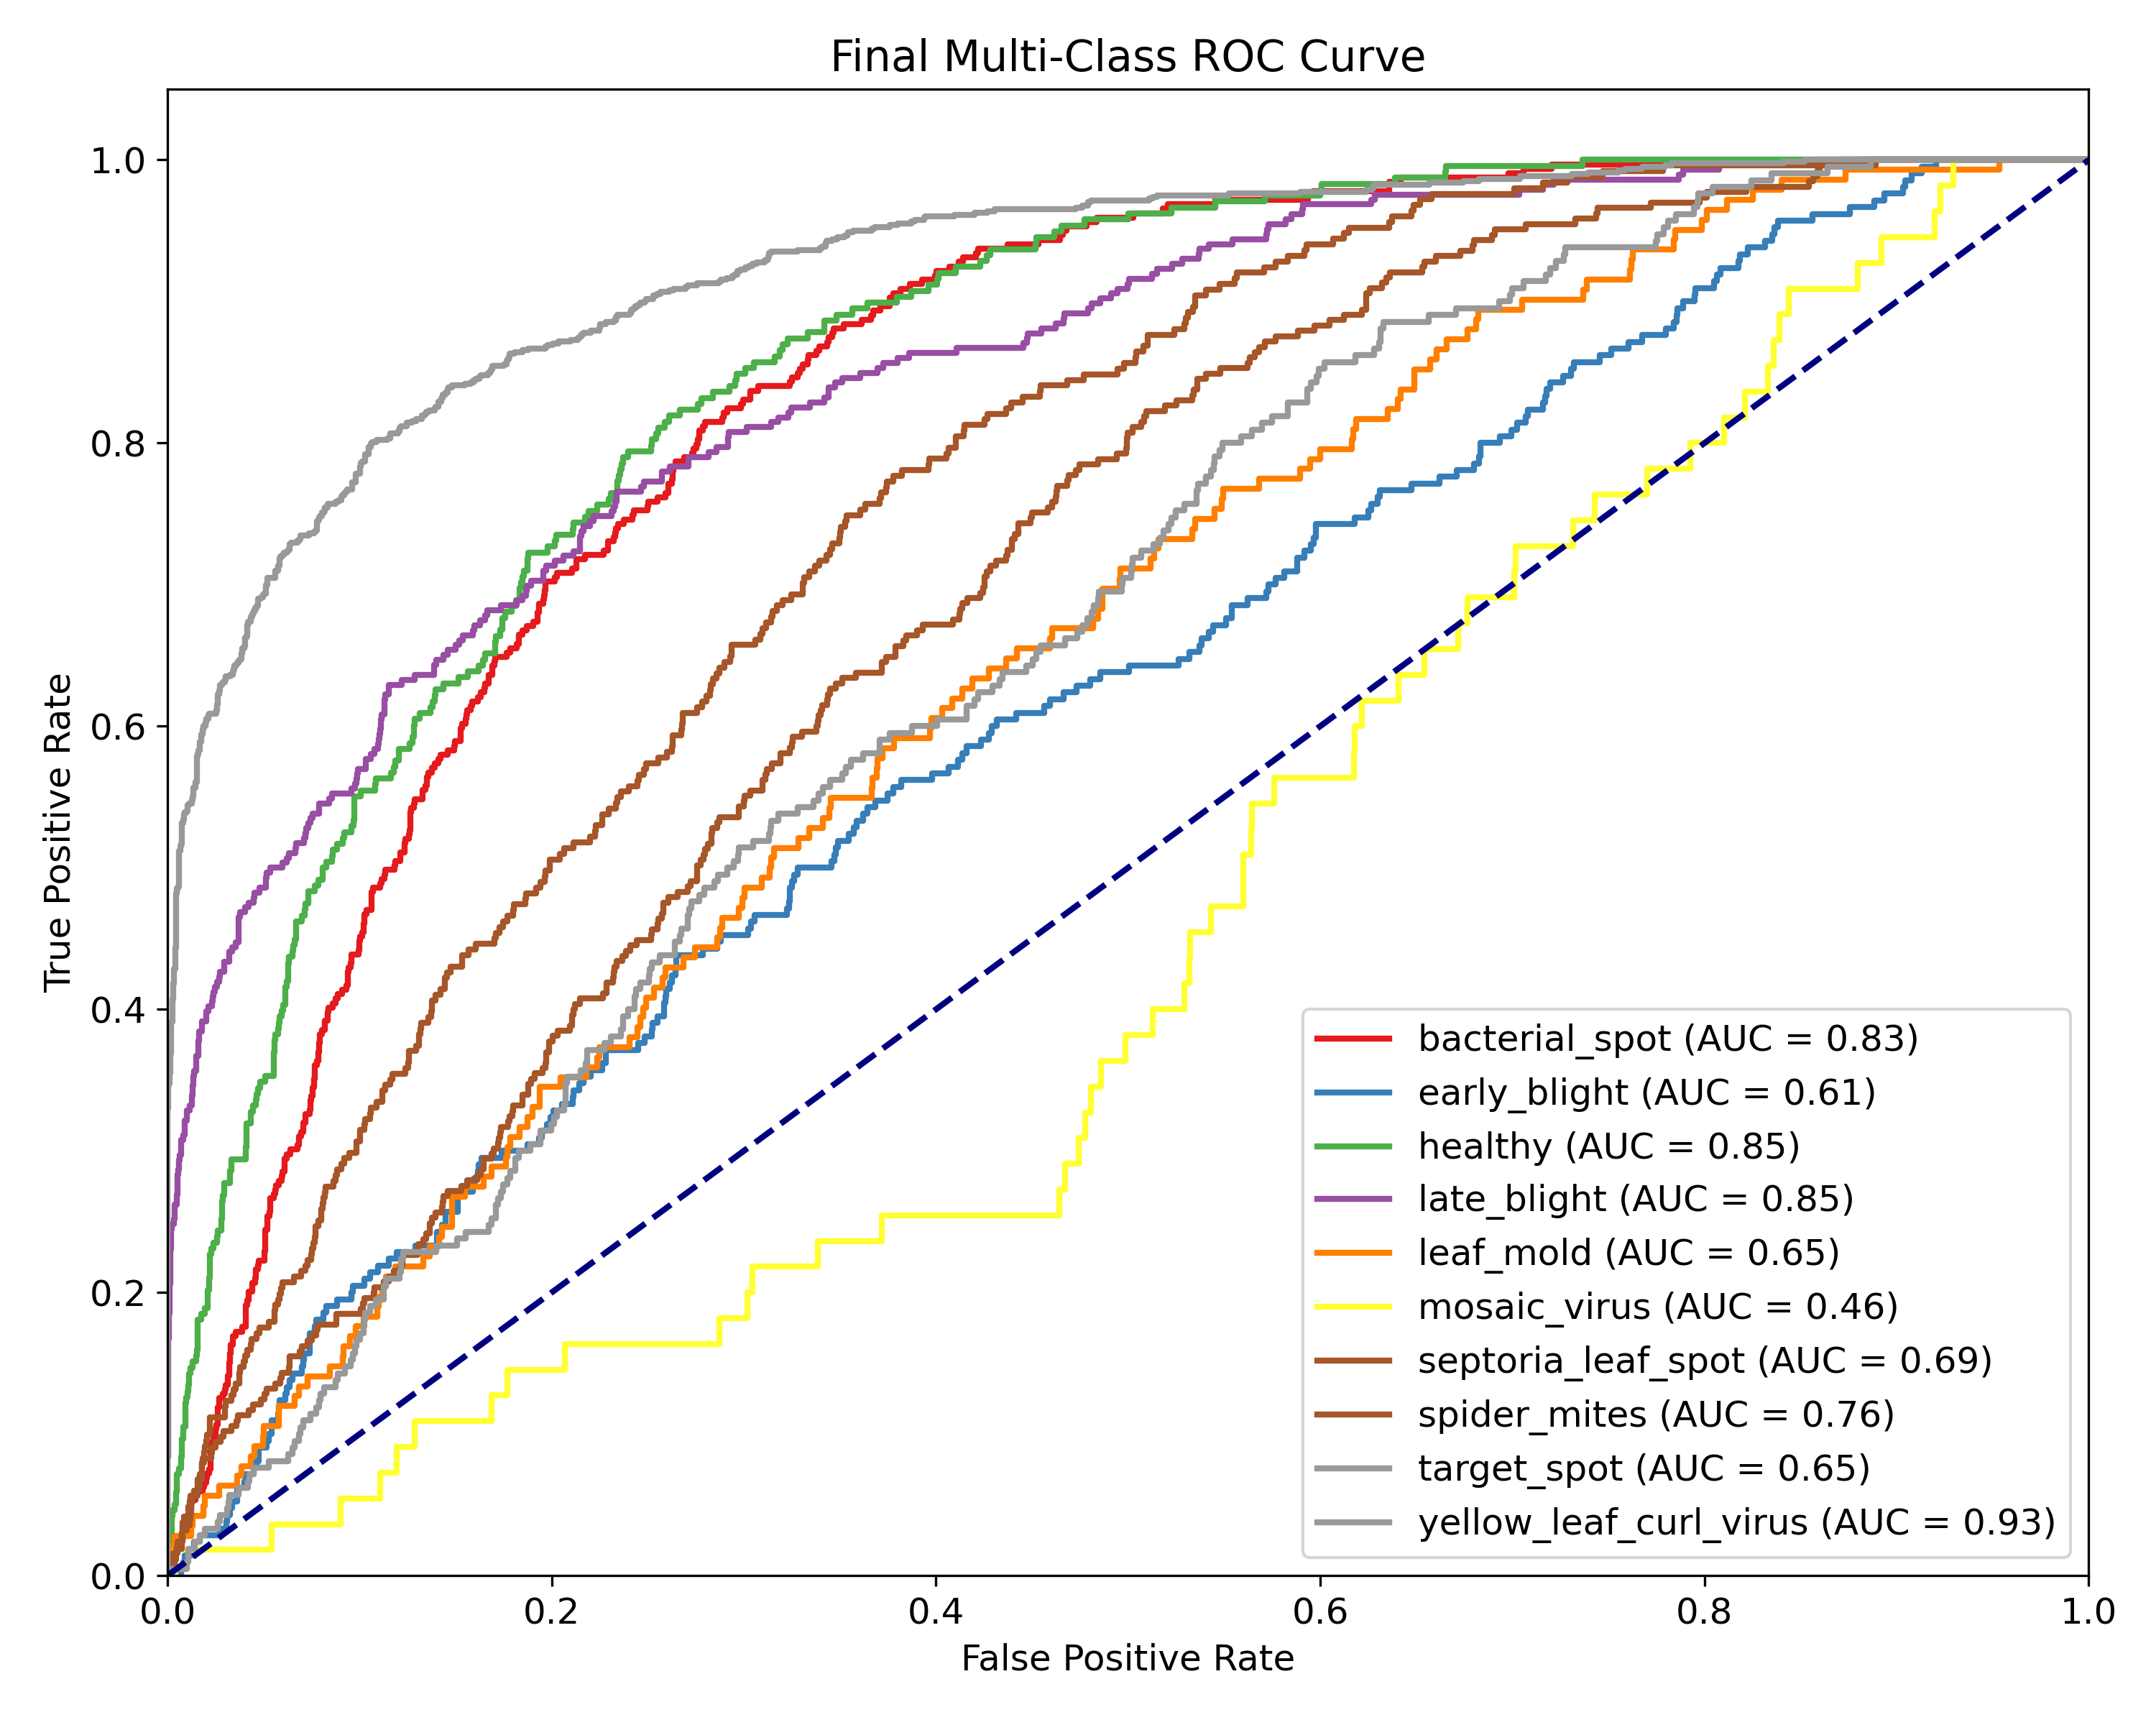 Final Multi-Class ROC Curve
1.0
0.8
0.6
0.4
0.2
0.0
True Positive Rate
0.0 0.2 0.4 0.6 0.8 1.0
False Positive Rate
bacterial_spot (AUC = 0.83)
early_blight (AUC = 0.61)
healthy (AUC = 0.85)
late_blight (AUC = 0.85)
leaf_mold (AUC = 0.65)
mosaic_virus (AUC = 0.46)
septoria_leaf_spot (AUC = 0.69)
spider_mites (AUC = 0.76)
target_spot (AUC = 0.65)
yellow_leaf_curl_virus (AUC = 0.93)